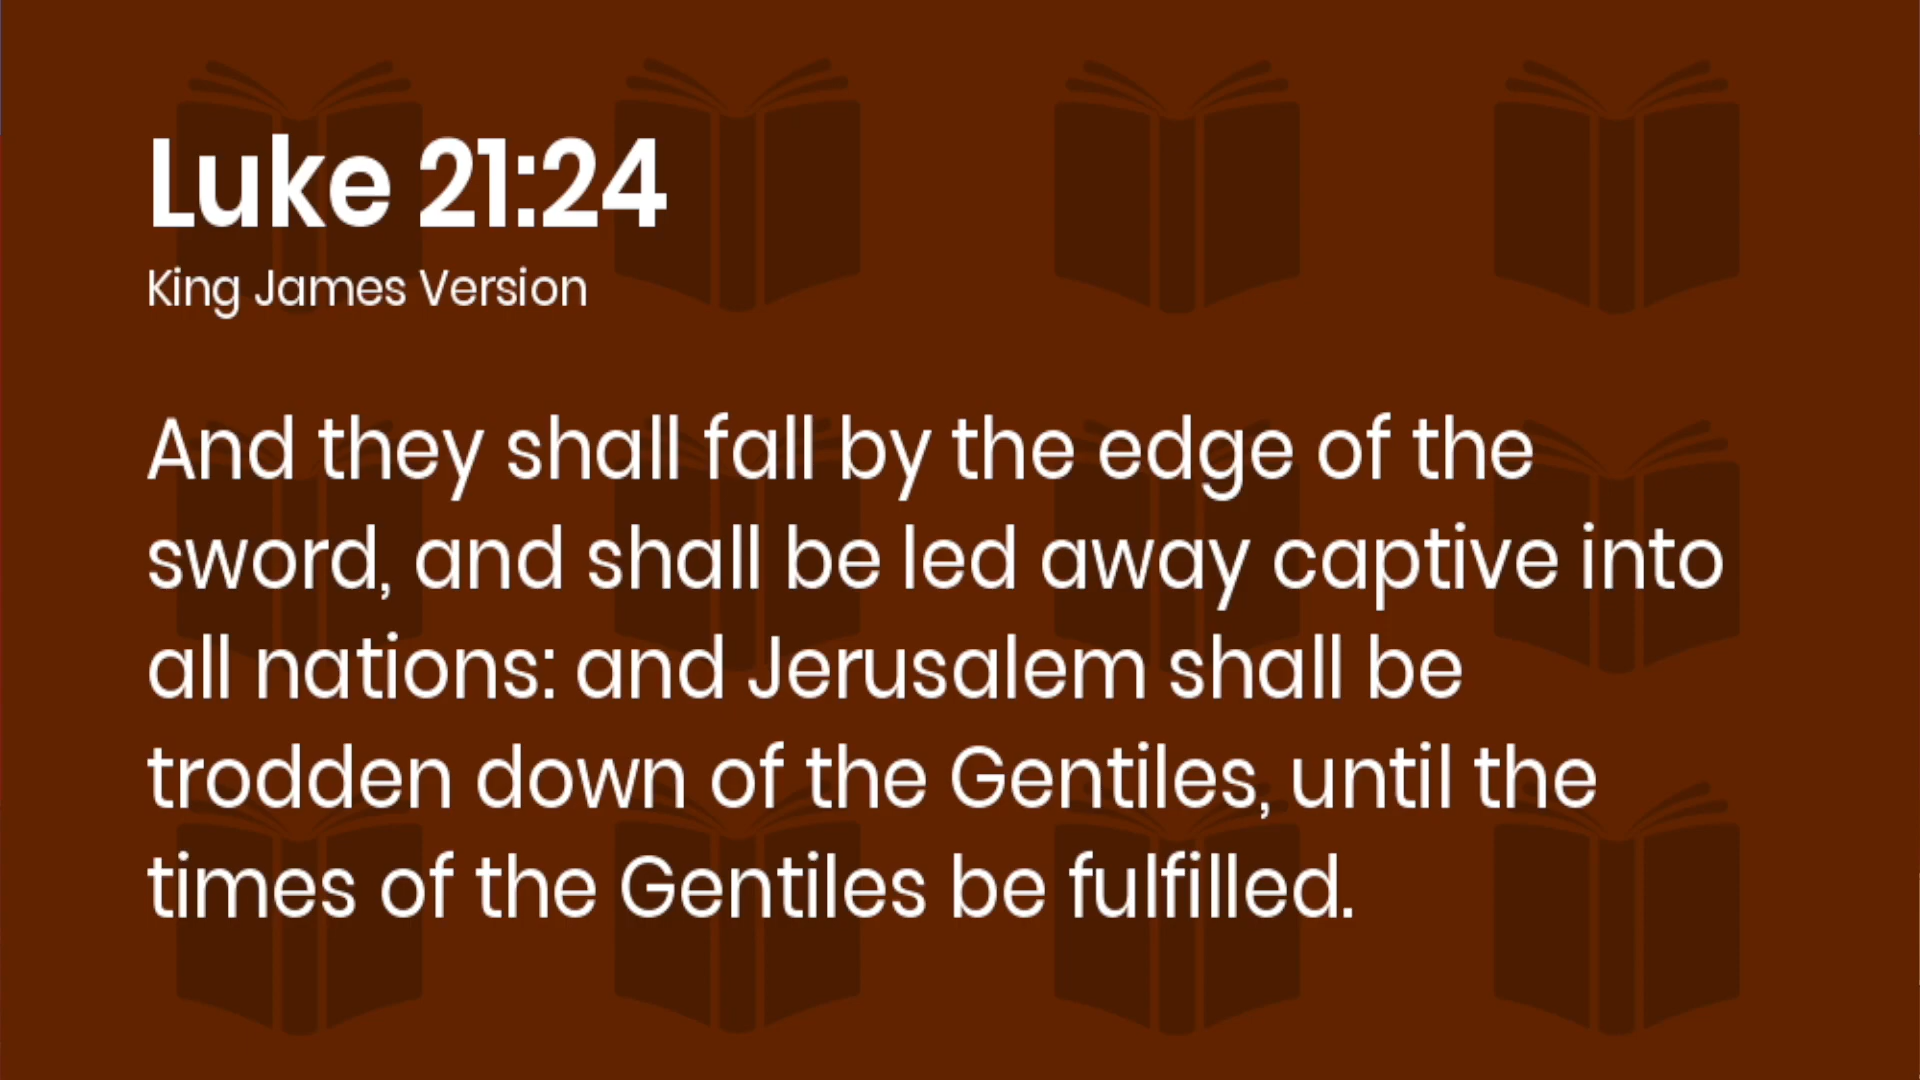 Luke 21:24
King James Version
And they shall fall by the edge of the
sword, and shall be led away captive into
all nations: and Jerusalem shall be
trodden down of the Gentiles, until the
times of the Gentiles be fulfilled.